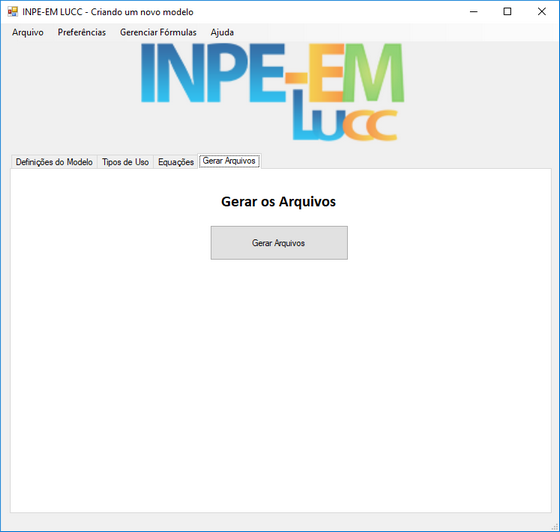 INPE-EM LUCC - Criando um novo modelo
Arquivo Preferências Gerenciar Fórmulas Ajuda
INPE-EM
LUCC
Definições do Modelo Tipos de Uso Equações Gerar Arquivos
Gerar os Arquivos
Gerar Arquivos